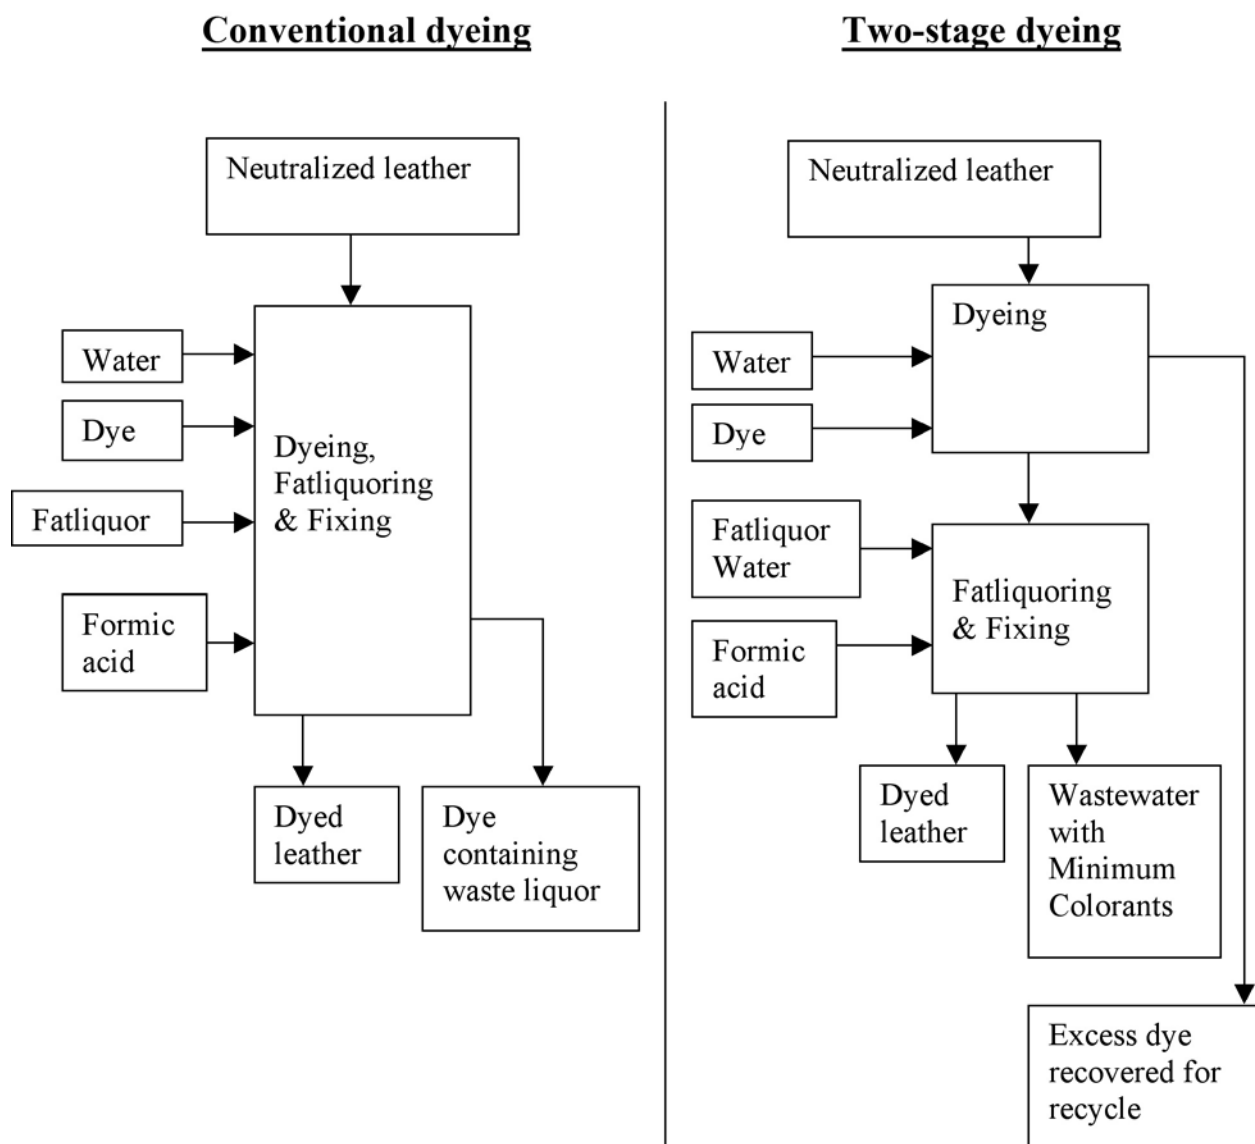 Conventional dyeing
Neutralized leather
Water
Dye
Fatliquor
Formic
acid
Dyeing,
Fatliquoring
& Fixing
Dyed
leather
Dye
containing
waste liquor
Two-stage dyeing
Neutralized leather
Dyeing
Water
Dye
Fatliquor
Water
Formic
acid
Fatliquoring
& Fixing
Dyed
leather
Wastewater
with
Minimum
Colorants
Excess dye
recovered for
recycle